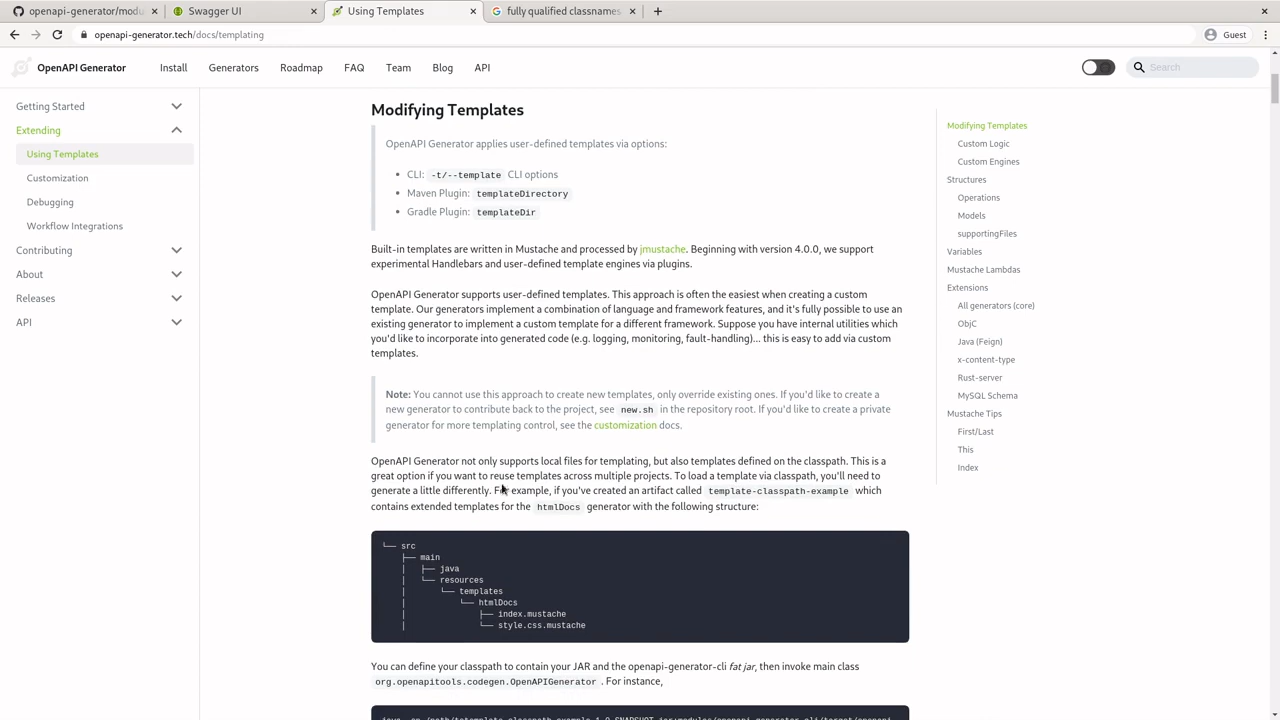 openapi-generator/modu
Swagger UI
Using Templates
fully qualified classnames
openapi-generator.tech/docs/templating
Guest
OpenAPI Generator
Install
Generators
Roadmap
FAQ
Team
Blog
API
Search
Getting Started
Extending
Using Templates
Customization
Debugging
Workflow Integrations
Contributing
About
Releases
API
Modifying Templates
OpenAPI Generator applies user-defined templates via options:
• CLI: -t/--template CLI options
• Maven Plugin: templateDirectory
• Gradle Plugin: templateDir
Built-in templates are written in Mustache and processed by jmustache. Beginning with version 4.0.0, we support
experimental Handlebars and user-defined template engines via plugins.
OpenAPI Generator supports user-defined templates. This approach is often the easiest when creating a custom
template. Our generators implement a combination of language and framework features, and it's fully possible to use an
existing generator to implement a custom template for a different framework. Suppose you have internal utilities which
you'd like to incorporate into generated code (e.g. logging, monitoring, fault-handling)... this is easy to add via custom
templates.
Note: You cannot use this approach to create new templates, only override existing ones. If you'd like to create a
new generator to contribute back to the project, see new.sh in the repository root. If you'd like to create a private
generator for more templating control, see the customization docs.
OpenAPI Generator not only supports local files for templating, but also templates defined on the classpath. This is a
great option if you want to reuse templates across multiple projects. To load a template via classpath, you'll need to
generate a little differently. For example, if you've created an artifact called template-classpath-example which
contains extended templates for the htmlDocs generator with the following structure:
└── src
├── main
│ ├── java
│ └── resources
│ └── templates
│ └── htmlDocs
│ ├── index.mustache
│ └── style.css.mustache
You can define your classpath to contain your JAR and the openapi-generator-cli fat jar, then invoke main class
org.openapitools.codegen.OpenAPIGenerator . For instance,
Modifying Templates
Custom Logic
Custom Engines
Structures
Operations
Models
supportingFiles
Variables
Mustache Lambdas
Extensions
All generators (core)
ObjC
Java (Feign)
x-content-type
Rust-server
MySQL Schema
Mustache Tips
First/Last
This
Index